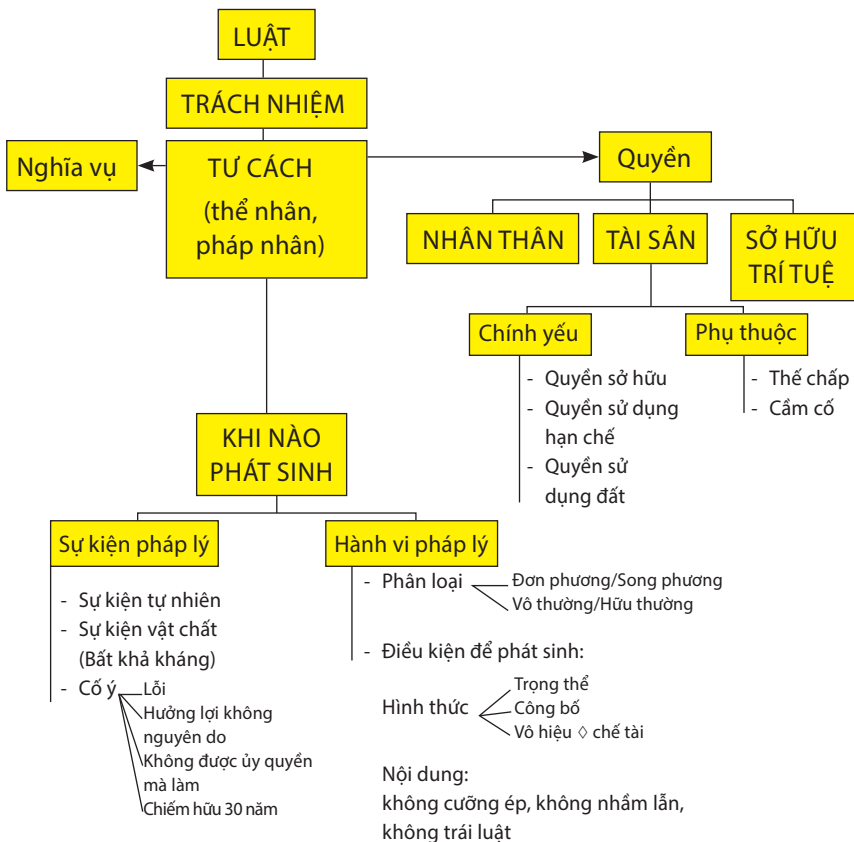 LUẬT
TRÁCH NHIỆM
Nghĩa vụ
TƯ CÁCH
(thể nhân,
pháp nhân)
Quyền
NHÂN THÂN
TÀI SẢN
SỞ HỮU
TRÍ TUỆ
Chính yếu
- Quyền sở hữu
- Quyền sử dụng
hạn chế
- Quyền sử
dụng đất
Phụ thuộc
- Thế chấp
- Cầm cố
KHI NÀO
PHÁT SINH
Sự kiện pháp lý
- Sự kiện tự nhiên
- Sự kiện vật chất
(Bất khả kháng)
- Cố ý
Lỗi
Hưởng lợi không
nguyên do
Không được ủy quyền
mà làm
Chiếm hữu 30 năm
Hành vi pháp lý
- Phân loại
Đơn phương/Song phương
Vô thường/Hữu thường
- Điều kiện để phát sinh:
Hình thức
Trọng thể
Công bố
Vô hiệu ◊ chế tài
Nội dung:
không cưỡng ép, không nhầm lẫn,
không trái luật